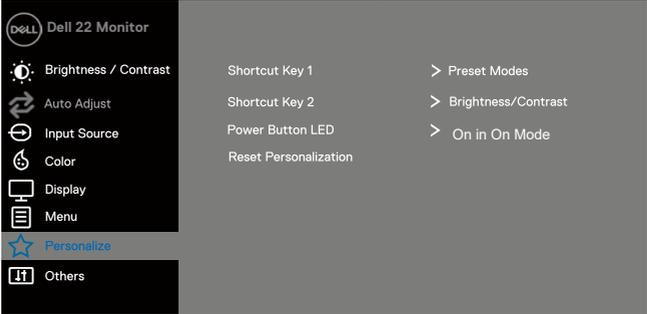 DELL
Dell 22 Monitor
Brightness / Contrast
Auto Adjust
Input Source
Color
Display
Menu
Personalize
Others
Shortcut Key 1 > Preset Modes
Shortcut Key 2 > Brightness/Contrast
Power Button LED > On in On Mode
Reset Personalization